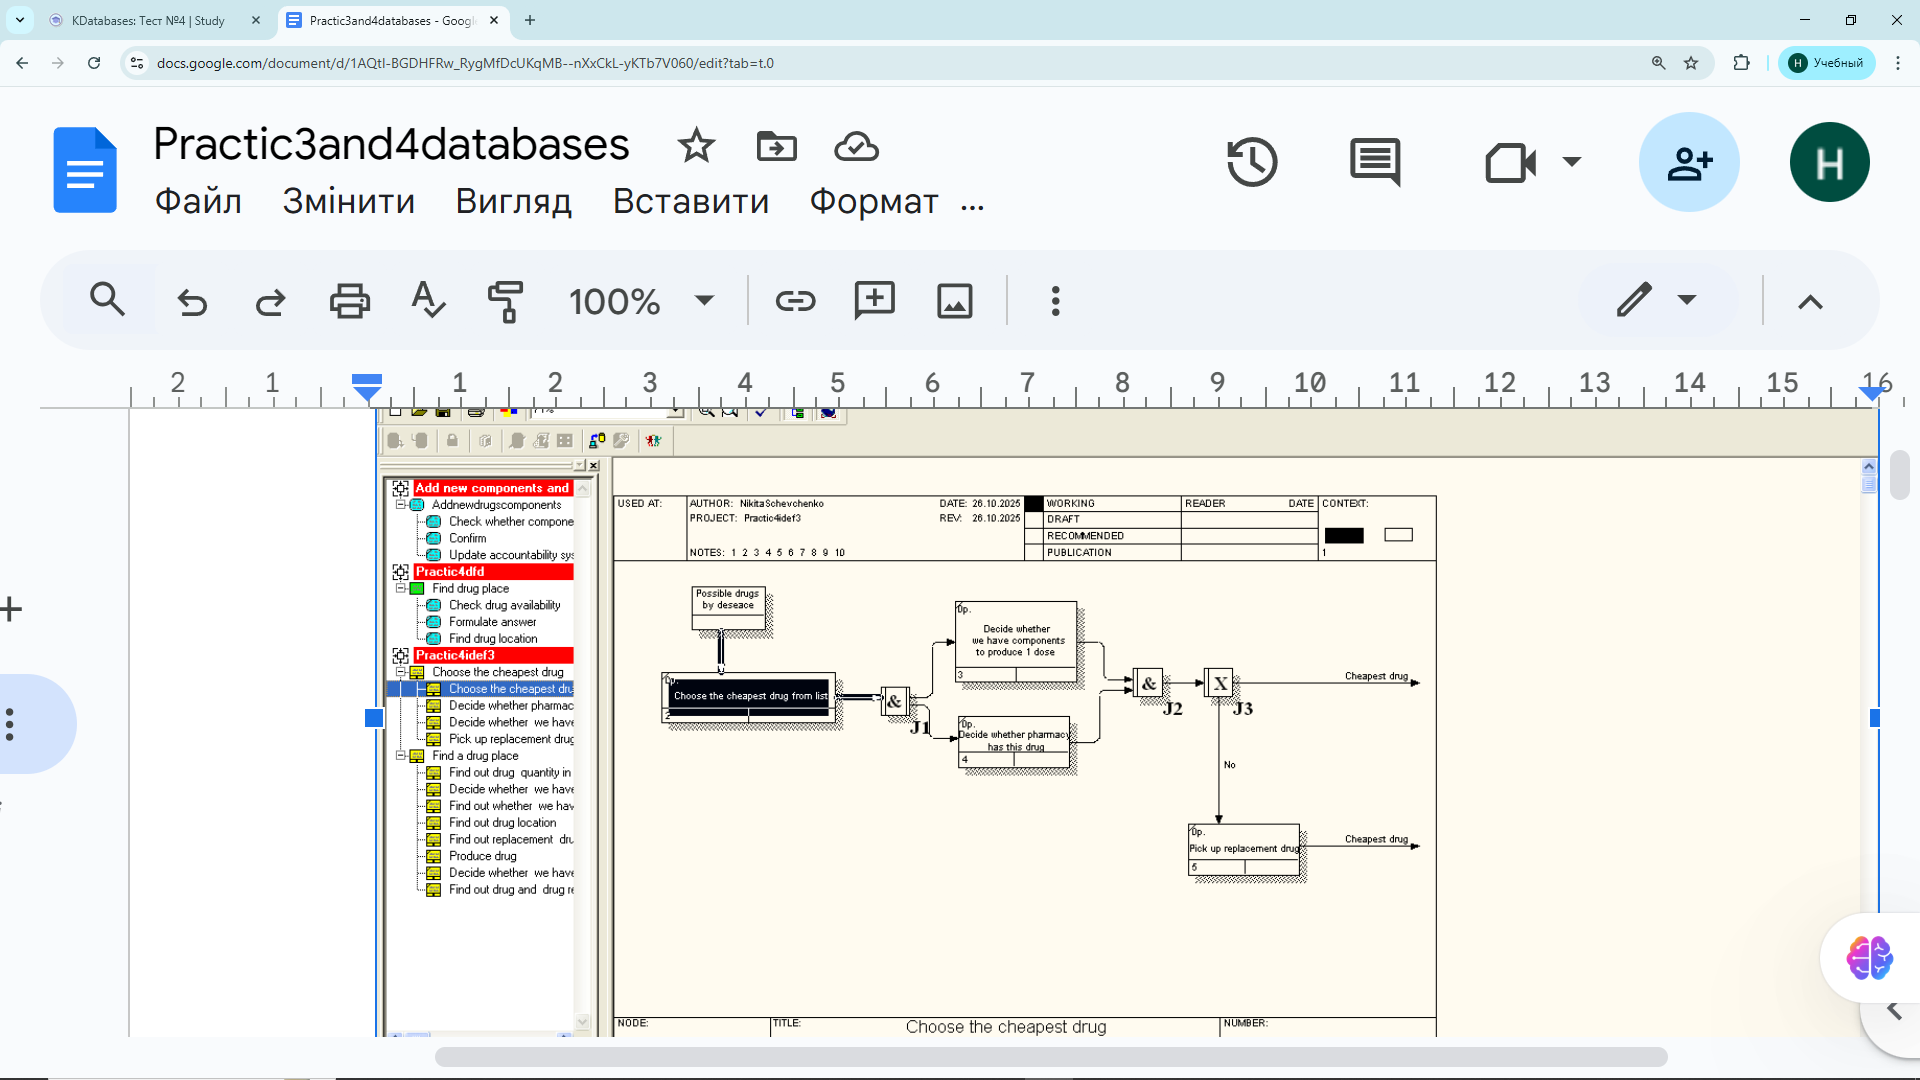 KDatabases: Тест №4 | Study
Practic3and4databases - Googl
docs.google.com/document/d/1AQtl-BGDHFRw_RygMfDcUKqMB--nXxCkL-yKTb7V060/edit?tab=t.0
Н Учебный
Practic3and4databases
Файл Змінити Вигляд Вставити Формат ...
Н
100%
2 1 1 2 3 4 5 6 7 8 9 10 11 12 13 14 15 16
Add new components and
Addnewdrugscomponents
Check whether compone
Confirm
Update accountability sys
Practic4dfd
Find drug place
Check drug availability
Formulate answer
Find drug location
Practic4idef3
Choose the cheapest drug
Choose the cheapest dru
Decide whether pharmac
Decide whether we have
Pick up replacement drug
Find a drug place
Find out drug quantity in
Decide whether we have
Find out whether we hav
Find out drug location
Find out replacement dru
Produce drug
Decide whether we have
Find out drug and drug re
USED AT:
AUTHOR: NikitaSchevchenko
PROJECT: Practic4idef3
NOTES: 1 2 3 4 5 6 7 8 9 10
DATE: 26.10.2025
REV: 26.10.2025
WORKING
DRAFT
RECOMMENDED
PUBLICATION
READER DATE
CONTEXT:
1
Possible drugs
by deseace
Dp.
Choose the cheapest drug from list
2
&
J1
Dp.
Decide whether
we have components
to produce 1 dose
3
Dp.
Decide whether pharmacy
has this drug
4
&
J2
X
J3
Cheapest drug
No
Dp.
Pick up replacement drug
5
Cheapest drug
NODE:
TITLE: Choose the cheapest drug
NUMBER: